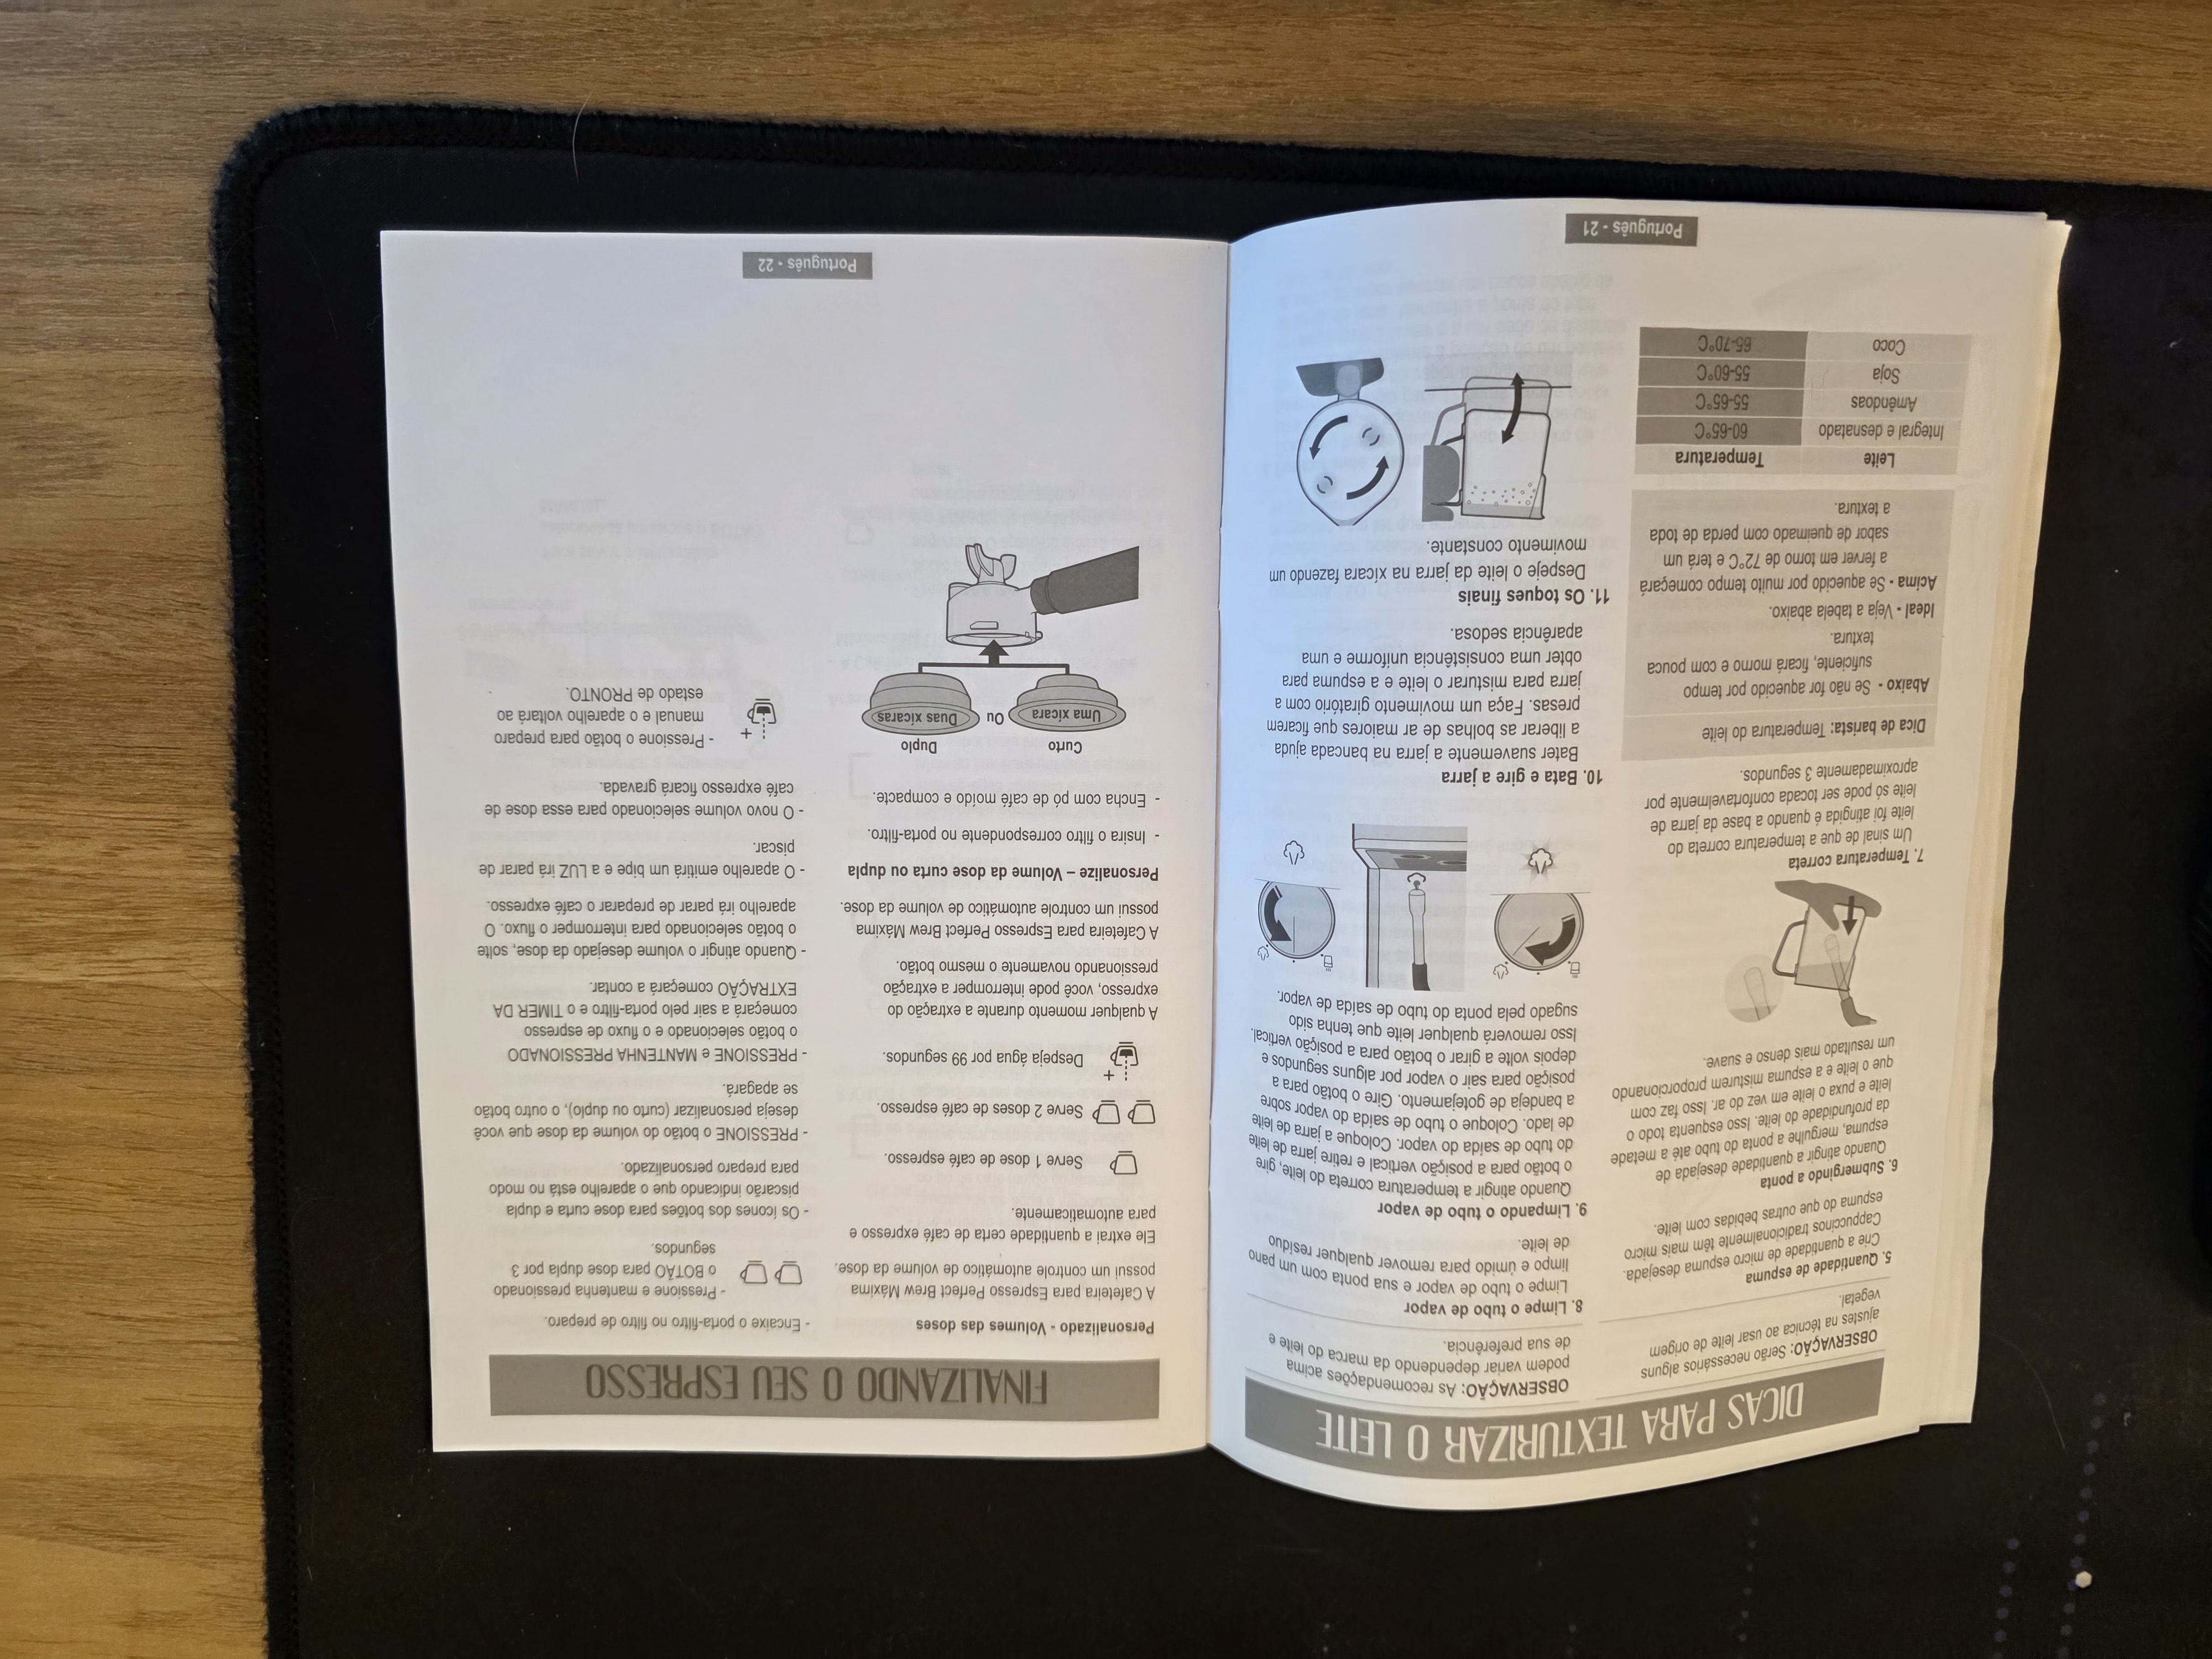 DICAS PARA TEXTURIZAR O LEITE
OBSERVAÇÃO: Serão necessários alguns
ajustes na técnica ao usar leite de origem
vegetal.
5. Quantidade de espuma
Crie a quantidade de micro espuma desejada.
Cappuccinos tradicionalmente têm mais micro
espuma do que outras bebidas com leite.
6. Submergindo a ponta
Quando atingir a quantidade desejada de
espuma, mergulhe a ponta do tubo até a metade
da profundidade do leite. Isso esquenta todo o
leite e puxa o leite em vez do ar. Isso faz com
que o leite e a espuma misturem proporcionando
um resultado mais denso e suave.
7. Temperatura correta
Um sinal de que a temperatura correta do
leite foi atingida é quando a base da jarra de
leite só pode ser tocada confortavelmente por
aproximadamente 3 segundos.
Dica de barista: Temperatura do leite
Abaixo - Se não for aquecido por tempo
suficiente, ficará morno e com pouca
textura.
Ideal - Veja a tabela abaixo.
Acima - Se aquecido por muito tempo começará
a ferver em torno de 72°C e terá um
sabor de queimado com perda de toda
a textura.
Leite Temperatura
Integral e desnatado 60-65°C
Amêndoas 55-65°C
Soja 55-60°C
Coco 65-70°C
OBSERVAÇÃO: As recomendações acima
podem variar dependendo da marca do leite e
de sua preferência.
8. Limpe o tubo de vapor
Limpe o tubo de vapor e sua ponta com um pano
limpo e úmido para remover qualquer resíduo
de leite.
9. Limpando o tubo de vapor
Quando atingir a temperatura correta do leite, gire
o botão para a posição vertical e retire jarra de leite
do tubo de saída do vapor. Coloque a jarra de leite
de lado. Coloque o tubo de saída do vapor sobre
a bandeja de gotejamento. Gire o botão para a
posição para sair o vapor por alguns segundos e
depois volte a girar o botão para a posição vertical.
Isso removerá qualquer leite que tenha sido
sugado pela ponta do tubo de saída de vapor.
10. Bata e gire a jarra
Bater suavemente a jarra na bancada ajuda
a liberar as bolhas de ar maiores que ficarem
presas. Faça um movimento giratório com a
jarra para misturar o leite e a espuma para
obter uma consistência uniforme e uma
aparência sedosa.
11. Os toques finais
Despeje o leite da jarra na xícara fazendo um
movimento constante.
Português - 21
FINALIZANDO O SEU ESPRESSO
Personalizado - Volumes das doses
A Cafeteira para Espresso Perfect Brew Máxima
possui um controle automático de volume da dose.
Ele extrai a quantidade certa de café expresso e
para automaticamente.
Serve 1 dose de café espresso.
Serve 2 doses de café espresso.
Despeja água por 99 segundos.
A qualquer momento durante a extração do
expresso, você pode interromper a extração
pressionando novamente o mesmo botão.
A Cafeteira para Espresso Perfect Brew Máxima
possui um controle automático de volume da dose.
Personalize – Volume da dose curta ou dupla
- Insira o filtro correspondente no porta-filtro.
- Encha com pó de café moído e compacte.
Curto Duplo
Uma xícara Ou Duas xícaras
- Encaixe o porta-filtro no filtro de preparo.
- Pressione e mantenha pressionado
o BOTÃO para dose dupla por 3
segundos.
- Os ícones dos botões para dose curta e dupla
piscarão indicando que o aparelho está no modo
para preparo personalizado.
- PRESSIONE o botão do volume da dose que você
deseja personalizar (curto ou duplo), o outro botão
se apagará.
- PRESSIONE e MANTENHA PRESSIONADO
o botão selecionado e o fluxo de espresso
começará a sair pelo porta-filtro e o TIMER DA
EXTRAÇÃO começará a contar.
- Quando atingir o volume desejado da dose, solte
o botão selecionado para interromper o fluxo. O
aparelho irá parar de preparar o café expresso.
- O aparelho emitirá um bipe e a LUZ irá parar de
piscar.
- O novo volume selecionado para essa dose de
café expresso ficará gravada.
- Pressione o botão para preparo
manual e o aparelho voltará ao
estado de PRONTO.
Português - 22